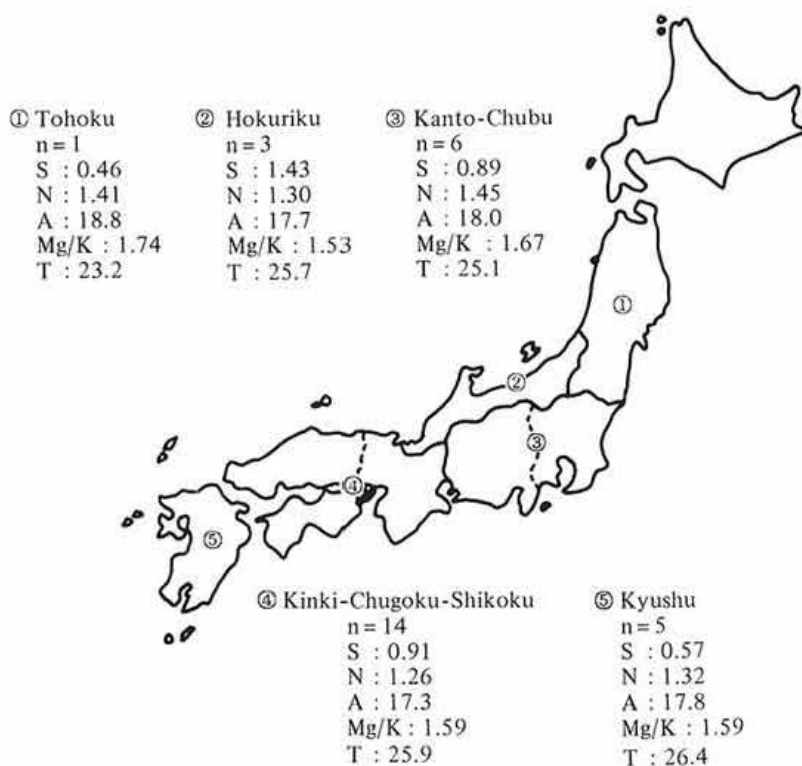 ① Tohoku
n = 1
S : 0.46
N : 1.41
A : 18.8
Mg/K : 1.74
T : 23.2
② Hokuriku
n = 3
S : 1.43
N : 1.30
A : 17.7
Mg/K : 1.53
T : 25.7
③ Kanto-Chubu
n = 6
S : 0.89
N : 1.45
A : 18.0
Mg/K : 1.67
T : 25.1
①
②
③
④
⑤
④ Kinki-Chugoku-Shikoku
n = 14
S : 0.91
N : 1.26
A : 17.3
Mg/K : 1.59
T : 25.9
⑤ Kyushu
n = 5
S : 0.57
N : 1.32
A : 17.8
Mg/K : 1.59
T : 26.4